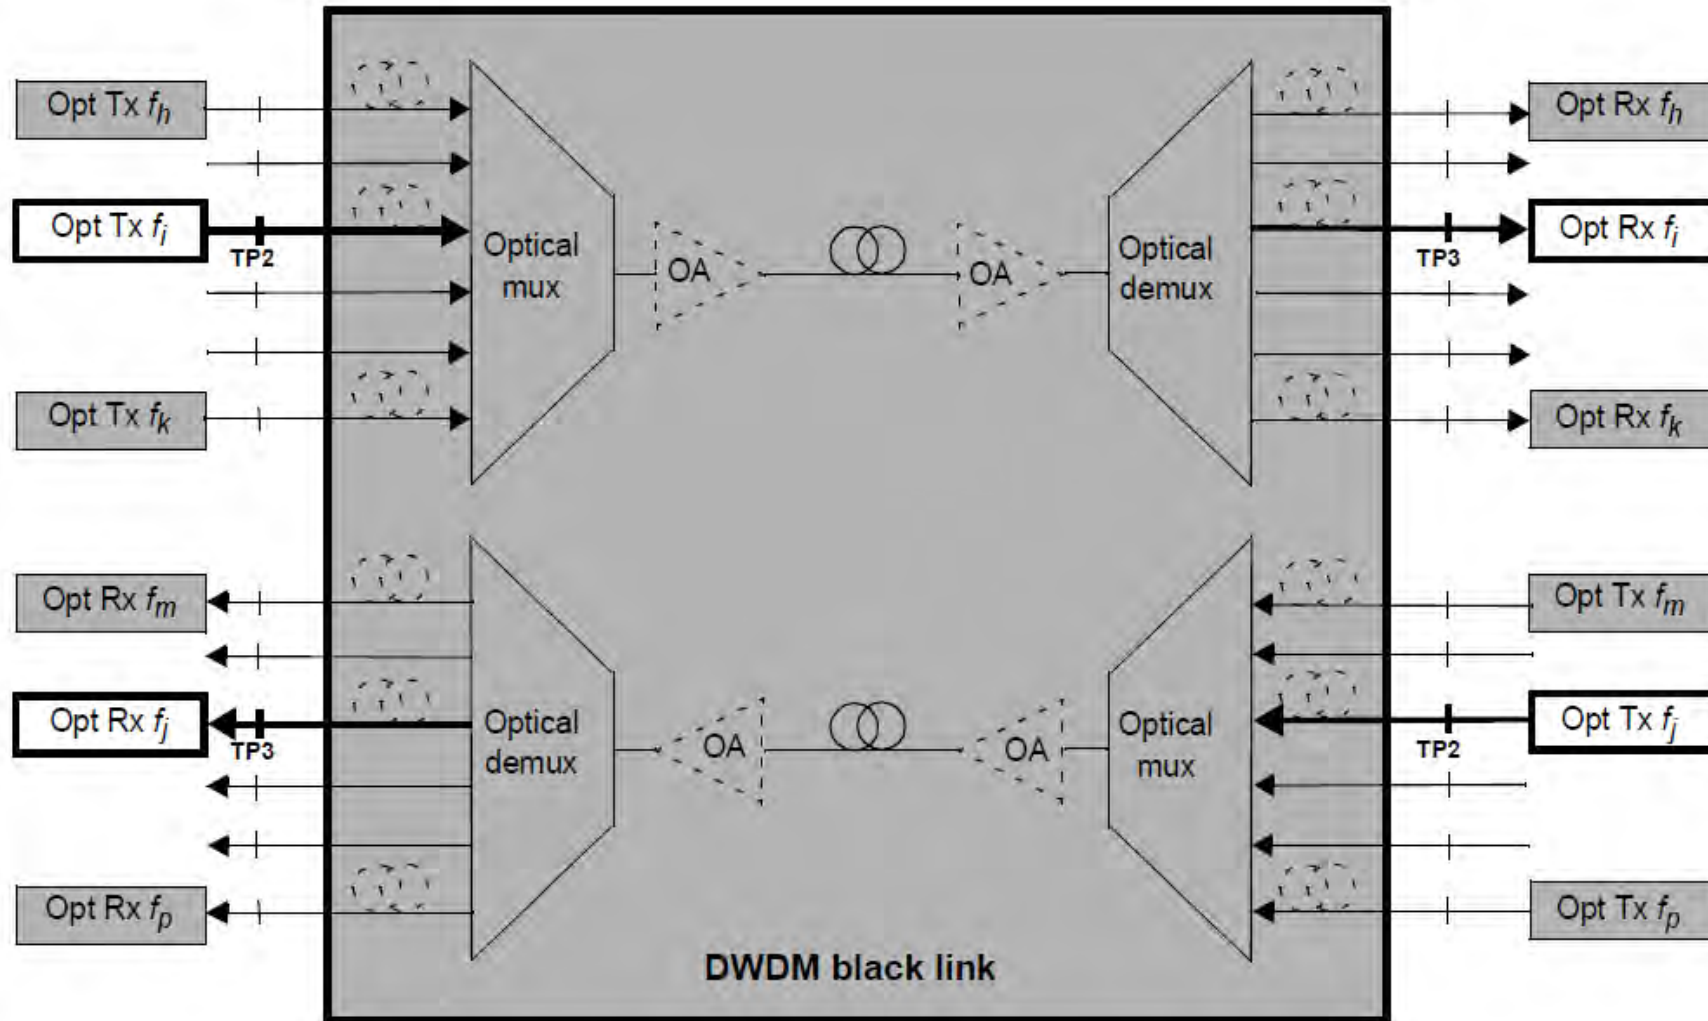 Opt Tx fh
Opt Rx fh
Opt Tx fi
TP2
Optical
mux
OA
OA
Optical
demux
TP3
Opt Rx fi
Opt Tx fk
Opt Rx fk
Opt Rx fm
Opt Tx fm
Opt Rx fj
TP3
Optical
demux
OA
OA
Optical
mux
TP2
Opt Tx fj
Opt Rx fp
Opt Tx fp
DWDM black link